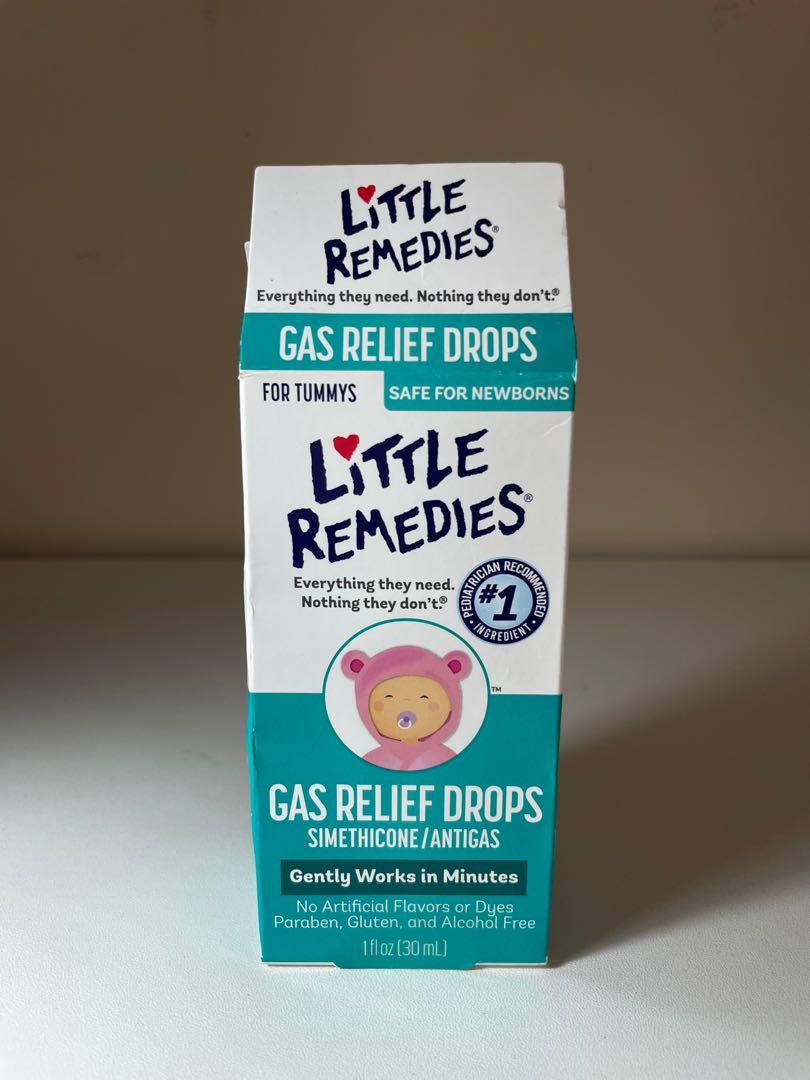 LiTTLE
REMEDIES®
Everything they need. Nothing they don't.®
GAS RELIEF DROPS
FOR TUMMYS
SAFE FOR NEWBORNS
LiTTLE
REMEDIES®
Everything they need.
Nothing they don't.®
PEDIATRICIAN RECOMMENDED
#1
INGREDIENT
TM
GAS RELIEF DROPS
SIMETHICONE/ANTIGAS
Gently Works in Minutes
No Artificial Flavors or Dyes
Paraben, Gluten, and Alcohol Free
1 fl oz (30 mL)